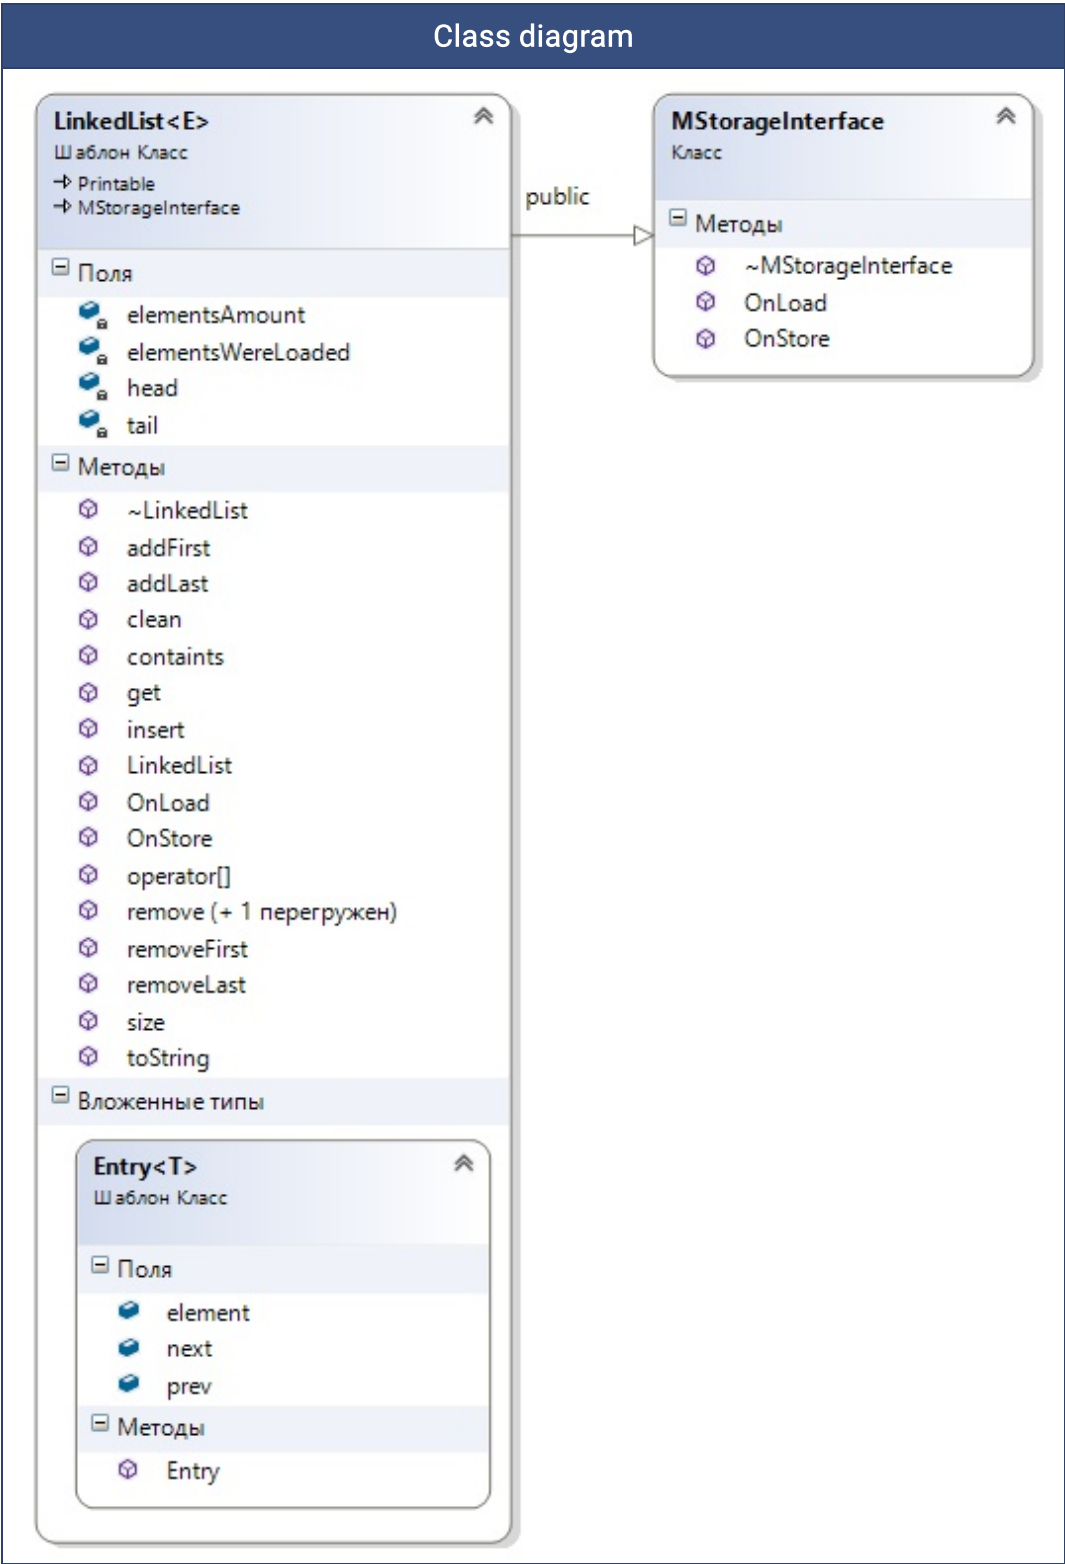 Class diagram
LinkedList<E>
Шаблон Класс
Printable
MStorageInterface
Поля
elementsAmount
elementsWereLoaded
head
tail
Методы
~LinkedList
addFirst
addLast
clean
containts
get
insert
LinkedList
OnLoad
OnStore
operator[]
remove (+ 1 перегружен)
removeFirst
removeLast
size
toString
Вложенные типы
Entry<T>
Шаблон Класс
Поля
element
next
prev
Методы
Entry
public
MStorageInterface
Класс
Методы
~MStorageInterface
OnLoad
OnStore